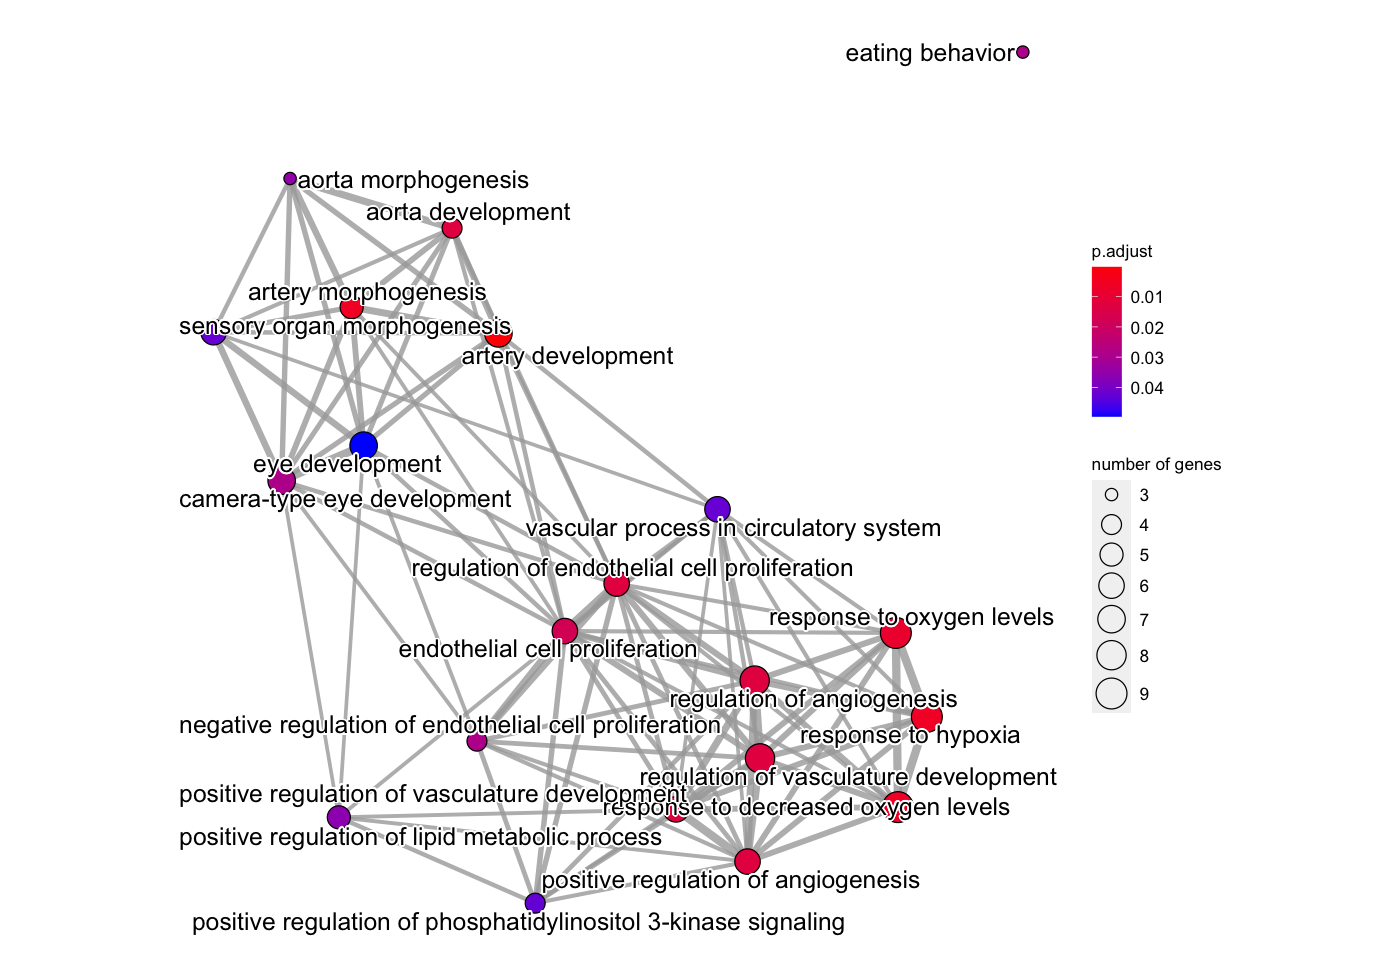 eating behavior
aorta morphogenesis
aorta development
artery morphogenesis
sensory organ morphogenesis
artery development
eye development
camera-type eye development
vascular process in circulatory system
regulation of endothelial cell proliferation
response to oxygen levels
endothelial cell proliferation
regulation of angiogenesis
negative regulation of endothelial cell proliferation
response to hypoxia
regulation of vasculature development
positive regulation of vasculature development
response to decreased oxygen levels
positive regulation of lipid metabolic process
positive regulation of angiogenesis
positive regulation of phosphatidylinositol 3-kinase signaling
p.adjust
0.01
0.02
0.03
0.04
number of genes
3
4
5
6
7
8
9